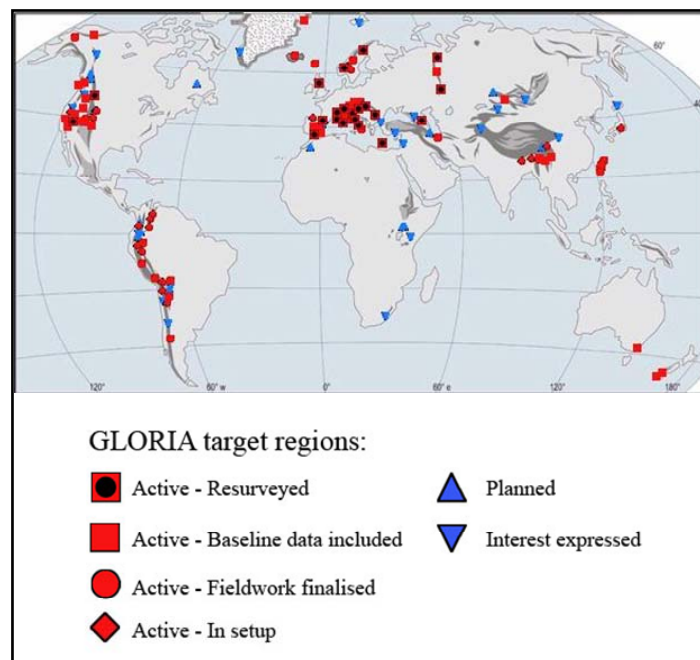 60°
120°
60° w
0°
60° e
120°
180°
GLORIA target regions:
Active - Resurveyed
Planned
Active - Baseline data included
Interest expressed
Active - Fieldwork finalised
Active - In setup